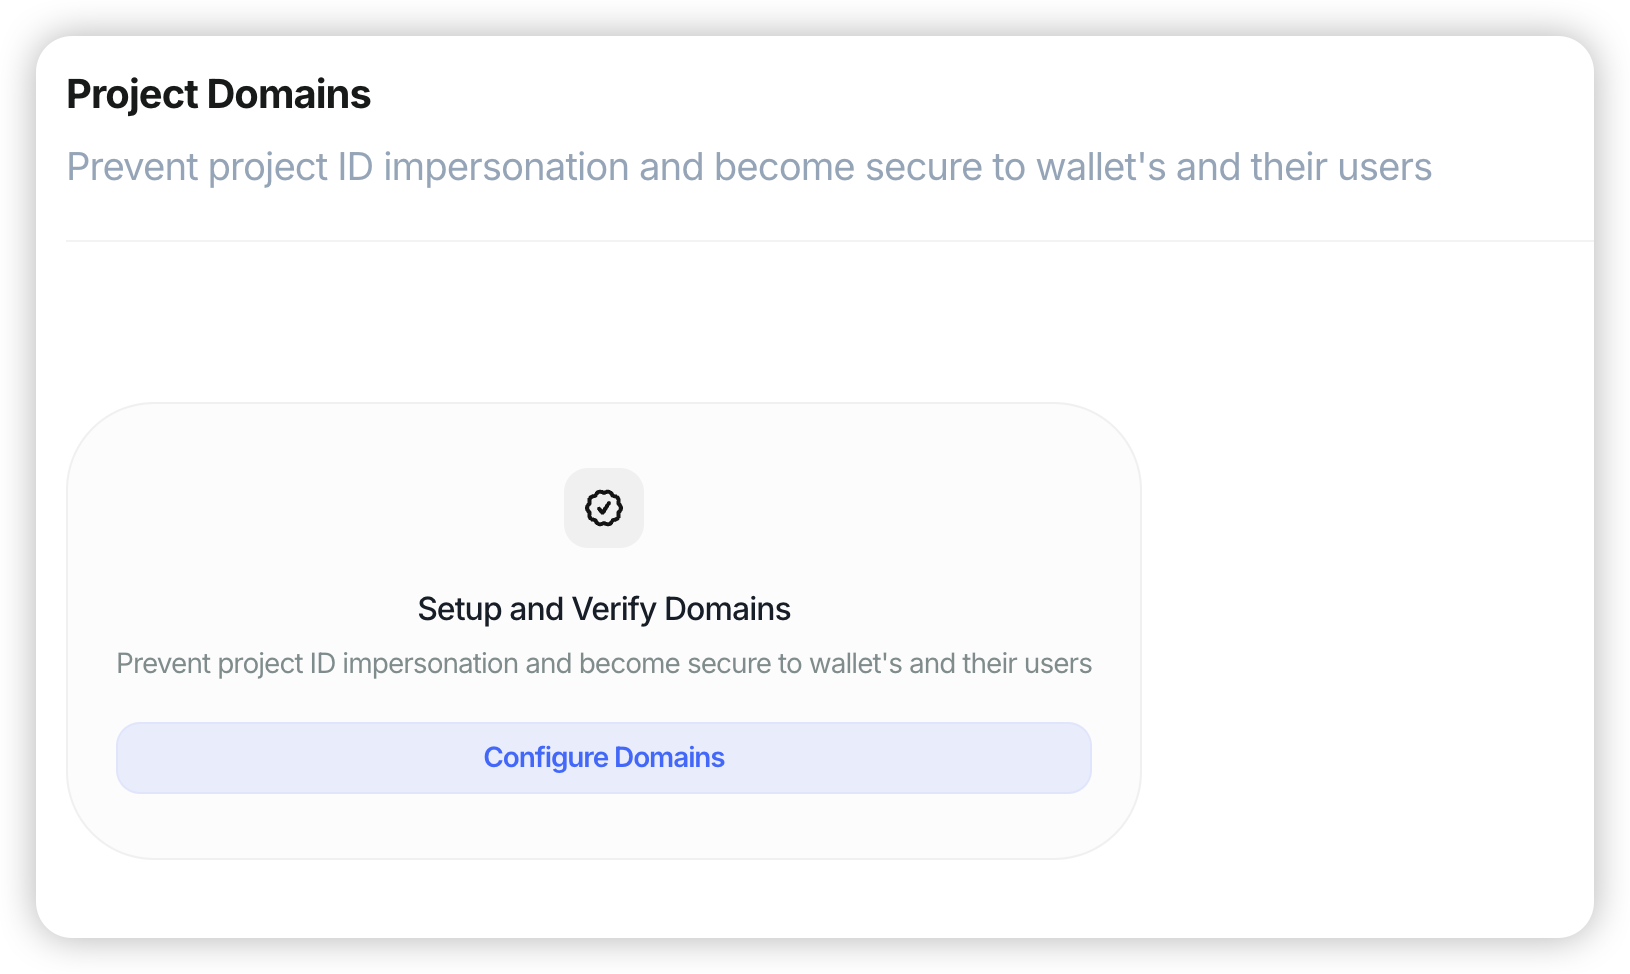 Project Domains
Prevent project ID impersonation and become secure to wallet's and their users
Setup and Verify Domains
Prevent project ID impersonation and become secure to wallet's and their users
Configure Domains